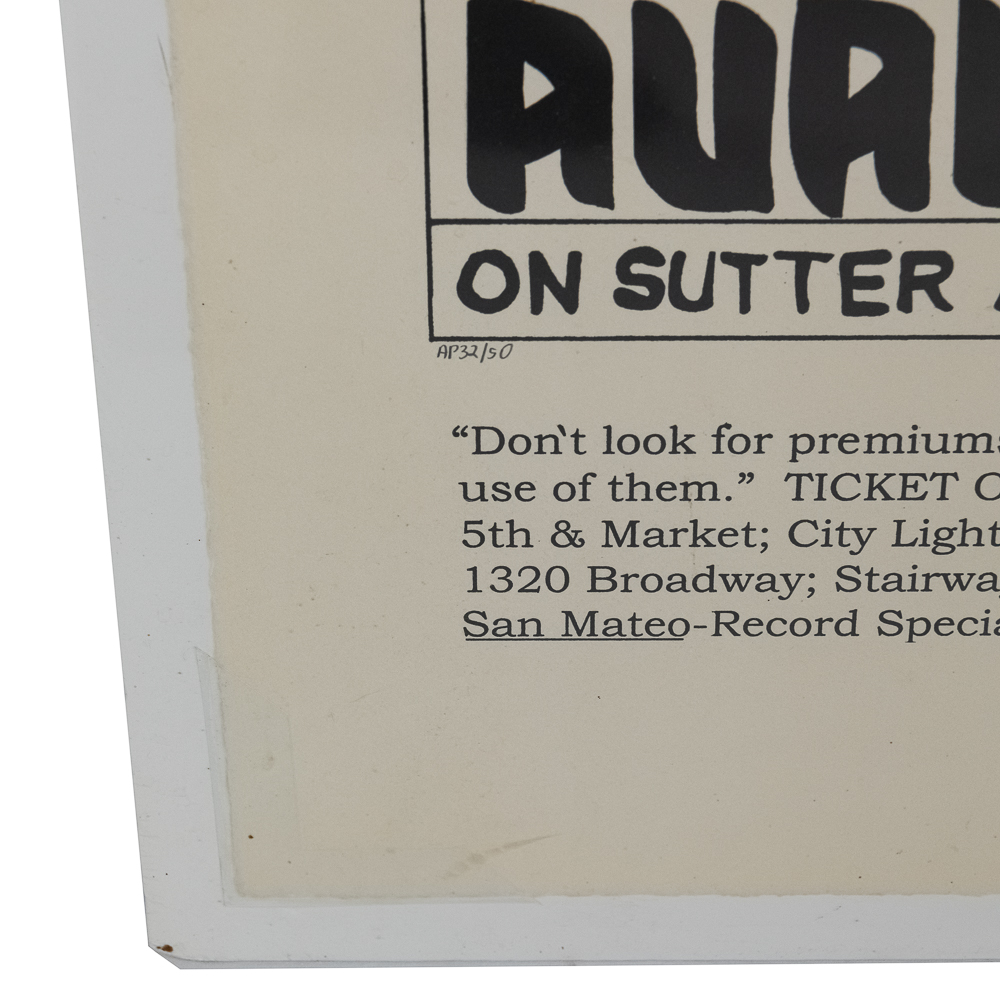 AVA
ON SUTTER
AP32/50
“Don‘t look for premiums
use of them.” TICKET
5th & Market; City Light
1320 Broadway; Stairwa
San Mateo-Record Specia